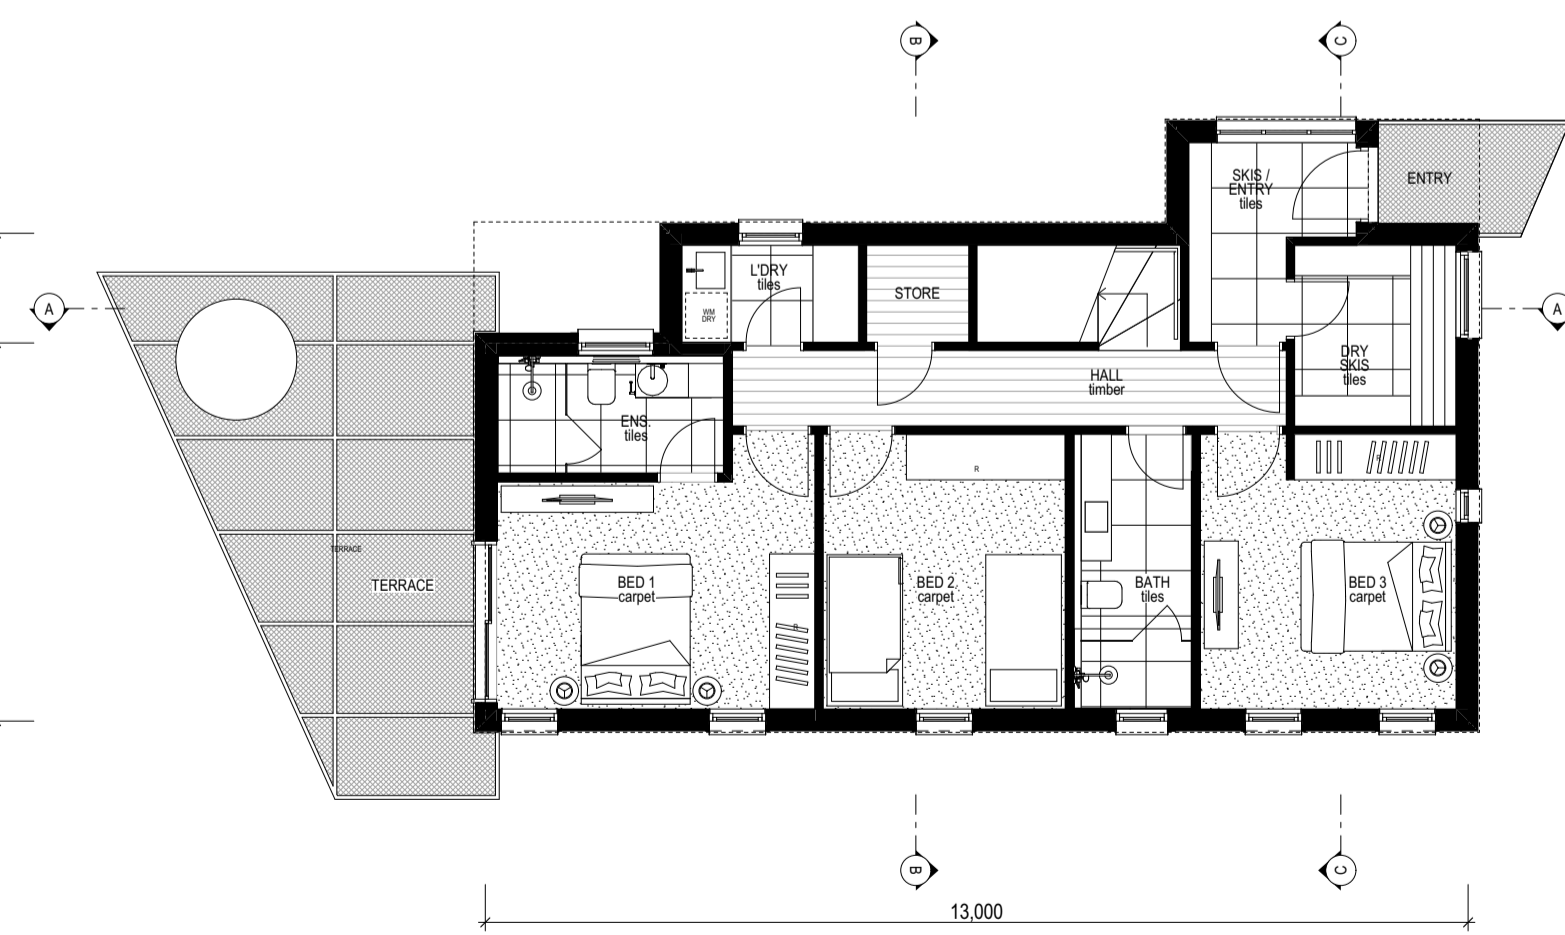 B
C
SKIS /
ENTRY
tiles
ENTRY
L'DRY
tiles
WM
DRY
STORE
A
A
DRY
SKIS
tiles
HALL
timber
ENS.
tiles
R
R
TERRACE
TERRACE
BED 1
carpet
R
BED 2
carpet
BATH
tiles
BED 3
carpet
B
C
13,000